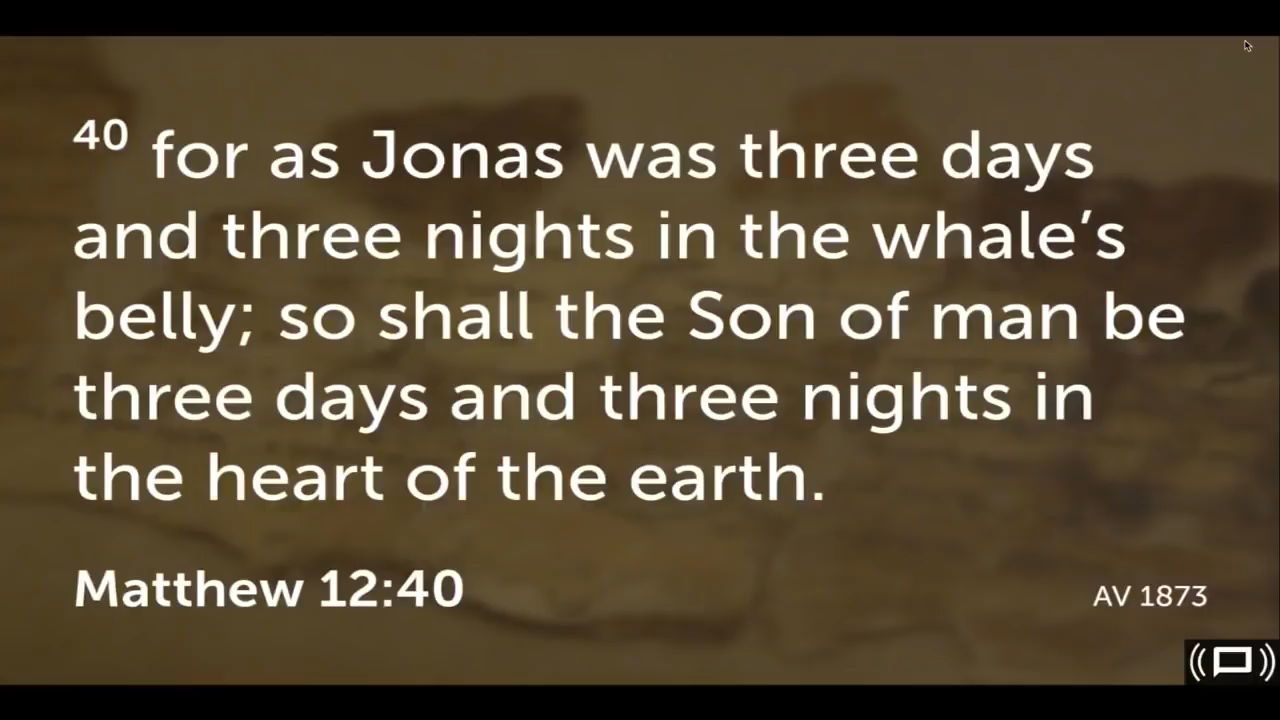 40 for as Jonas was three days
and three nights in the whale’s
belly; so shall the Son of man be
three days and three nights in
the heart of the earth.
Matthew 12:40
AV 1873